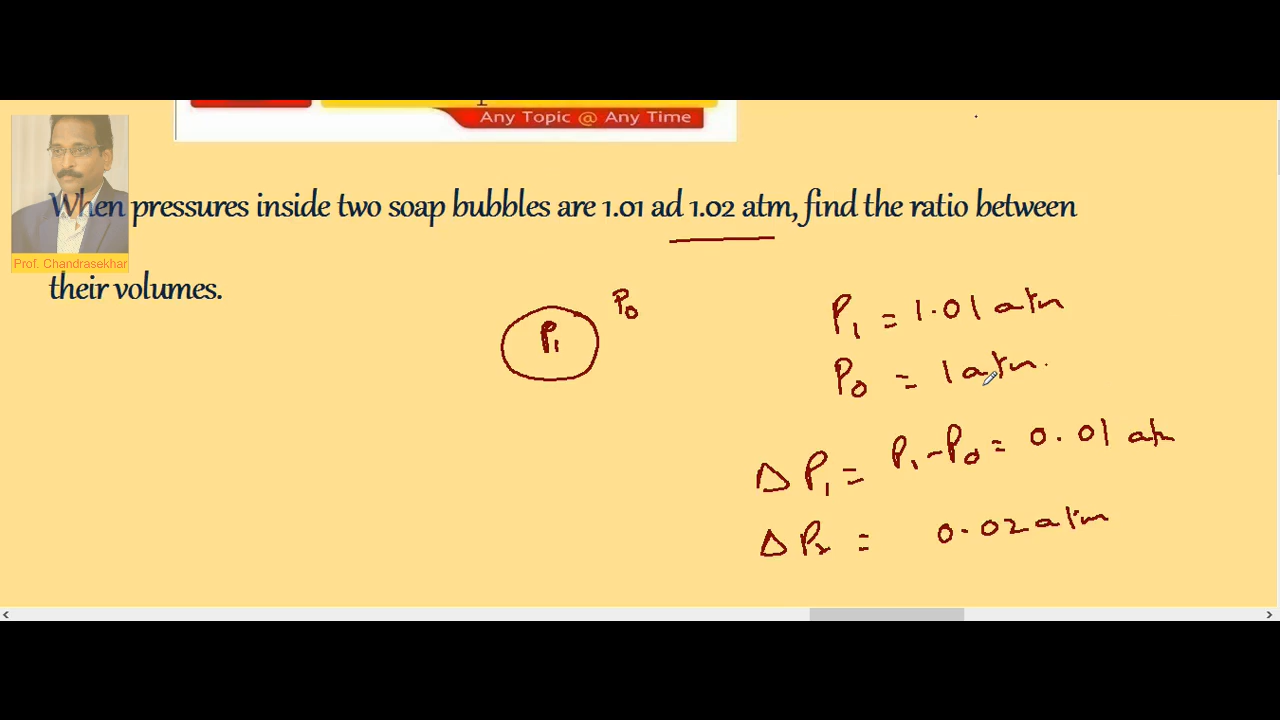 Any Topic @ Any Time
When pressures inside two soap bubbles are 1.01 ad 1.02 atm, find the ratio between
Prof. Chandrasekhar
their volumes.
P₀
P₁
P₁ = 1.01 atm
P₀ = 1 atm
ΔP₁ = P₁ - P₀ = 0.01 atm
ΔP₂ = 0.02 atm